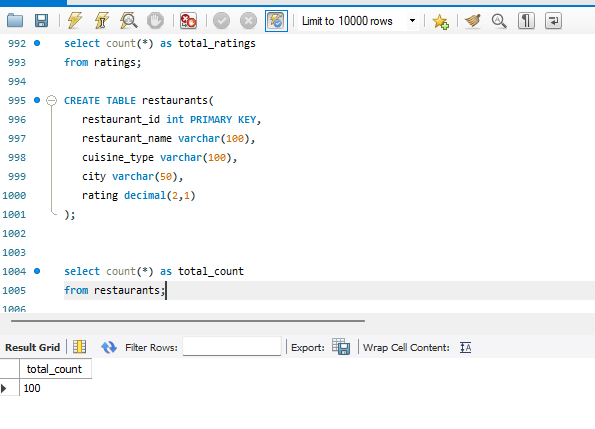 Limit to 10000 rows
992 select count(*) as total_ratings
993 from ratings;
994
995 CREATE TABLE restaurants(
996 restaurant_id int PRIMARY KEY,
997 restaurant_name varchar(100),
998 cuisine_type varchar(100),
999 city varchar(50),
1000 rating decimal(2,1)
1001 );
1002
1003
1004 select count(*) as total_count
1005 from restaurants;
1006
Result Grid Filter Rows: Export: Wrap Cell Content:
total_count
100